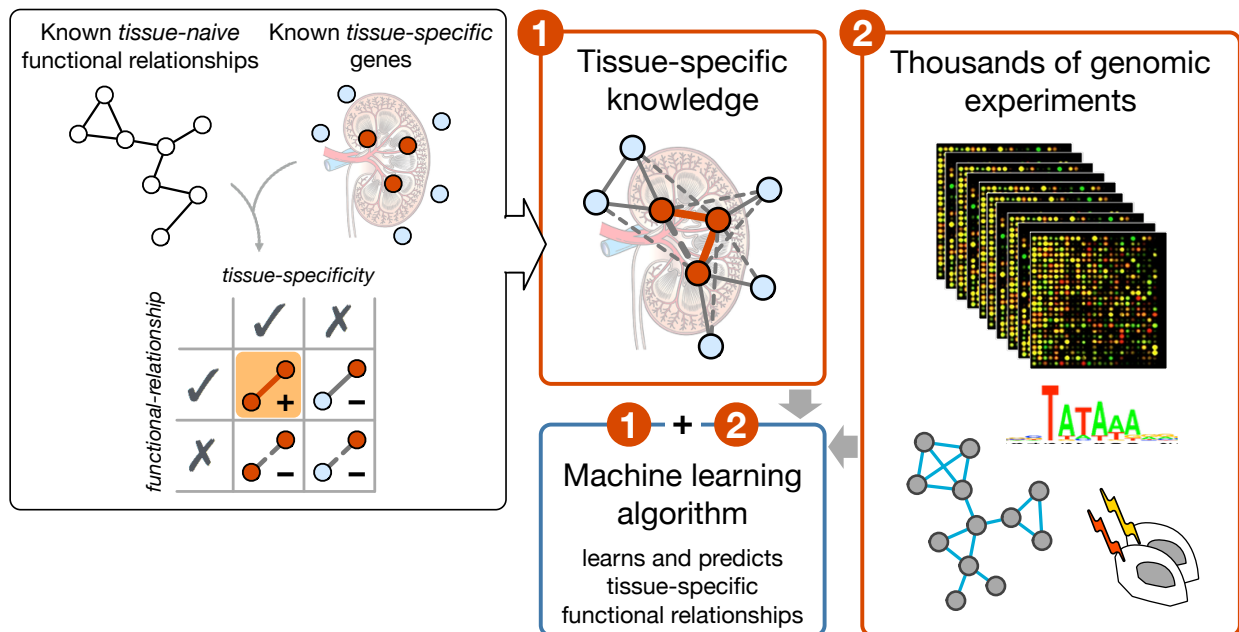 Known tissue-naive
functional relationships
Known tissue-specific
genes
tissue-specificity
functional-relationship
+
-
-
-
1
Tissue-specific
knowledge
2
Thousands of genomic
experiments
TATAAA
1 + 2
Machine learning
algorithm
learns and predicts
tissue-specific
functional relationships